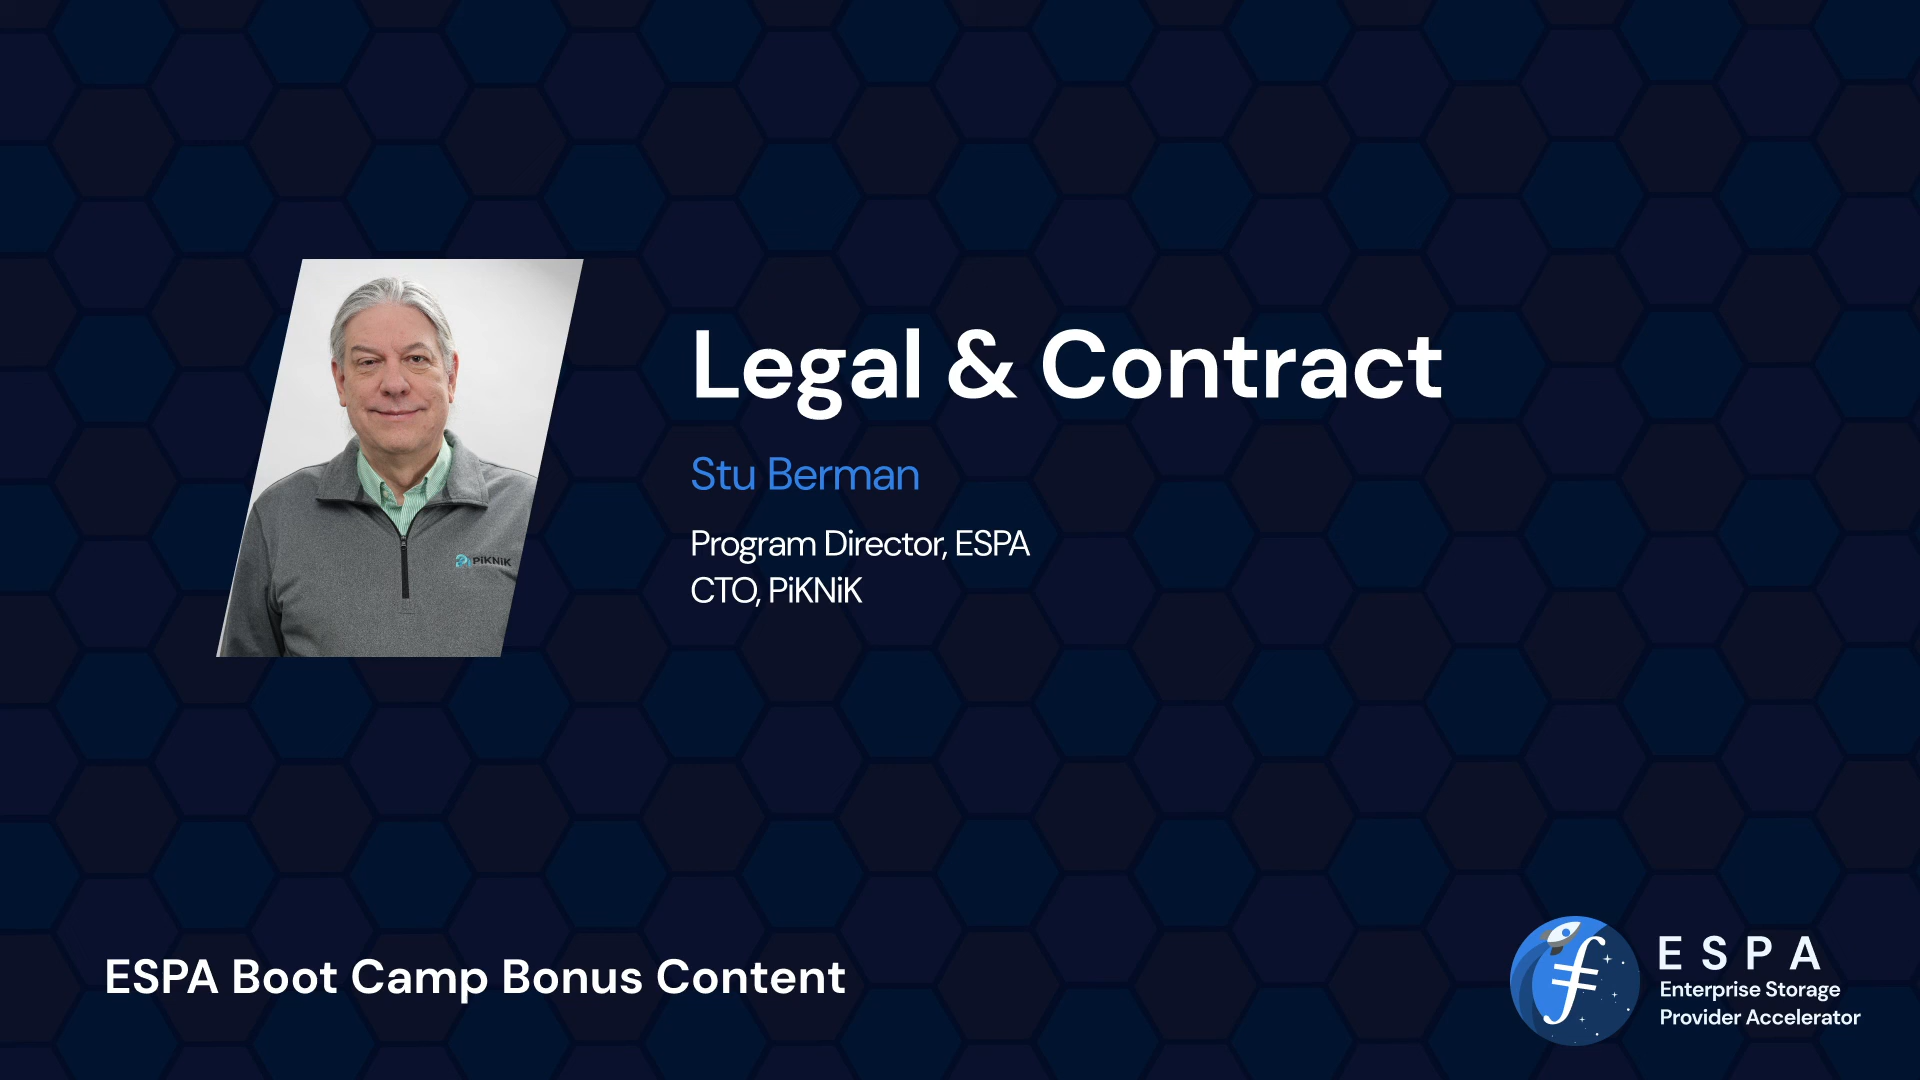 Legal & Contract
Stu Berman
Program Director, ESPA
CTO, PiKNiK
PiKNiK
ESPA Boot Camp Bonus Content
ESPA
Enterprise Storage
Provider Accelerator